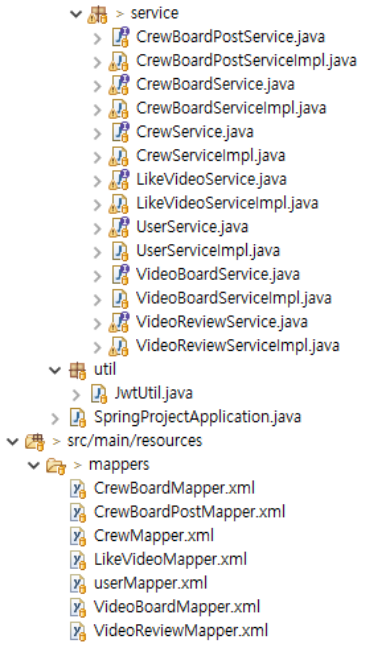 > service
CrewBoardPostService.java
CrewBoardPostServiceImpl.java
CrewBoardService.java
CrewBoardServiceImpl.java
CrewService.java
CrewServiceImpl.java
LikeVideoService.java
LikeVideoServiceImpl.java
UserService.java
UserServiceImpl.java
VideoBoardService.java
VideoBoardServiceImpl.java
VideoReviewService.java
VideoReviewServiceImpl.java
util
JwtUtil.java
SpringProjectApplication.java
> src/main/resources
> mappers
CrewBoardMapper.xml
CrewBoardPostMapper.xml
CrewMapper.xml
LikeVideoMapper.xml
userMapper.xml
VideoBoardMapper.xml
VideoReviewMapper.xml